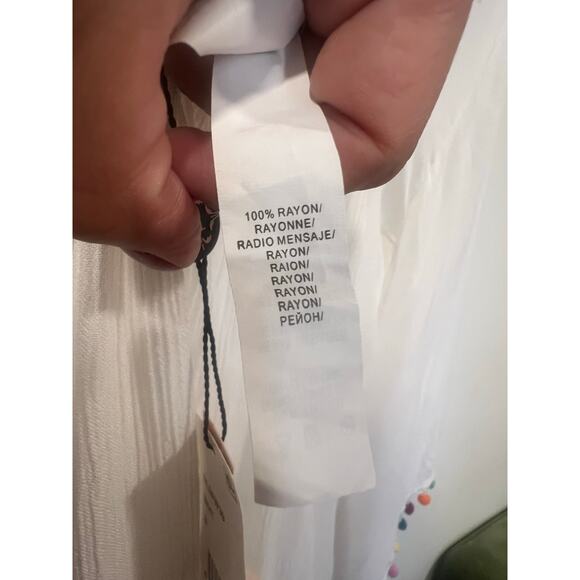 100% RAYON/
RAYONNE/
RADIO MENSAJE/
RAYON/
RAION/
RAYON/
RAYON/
RAYON/
РЕЙОН/